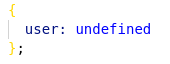 {
  user: undefined
};